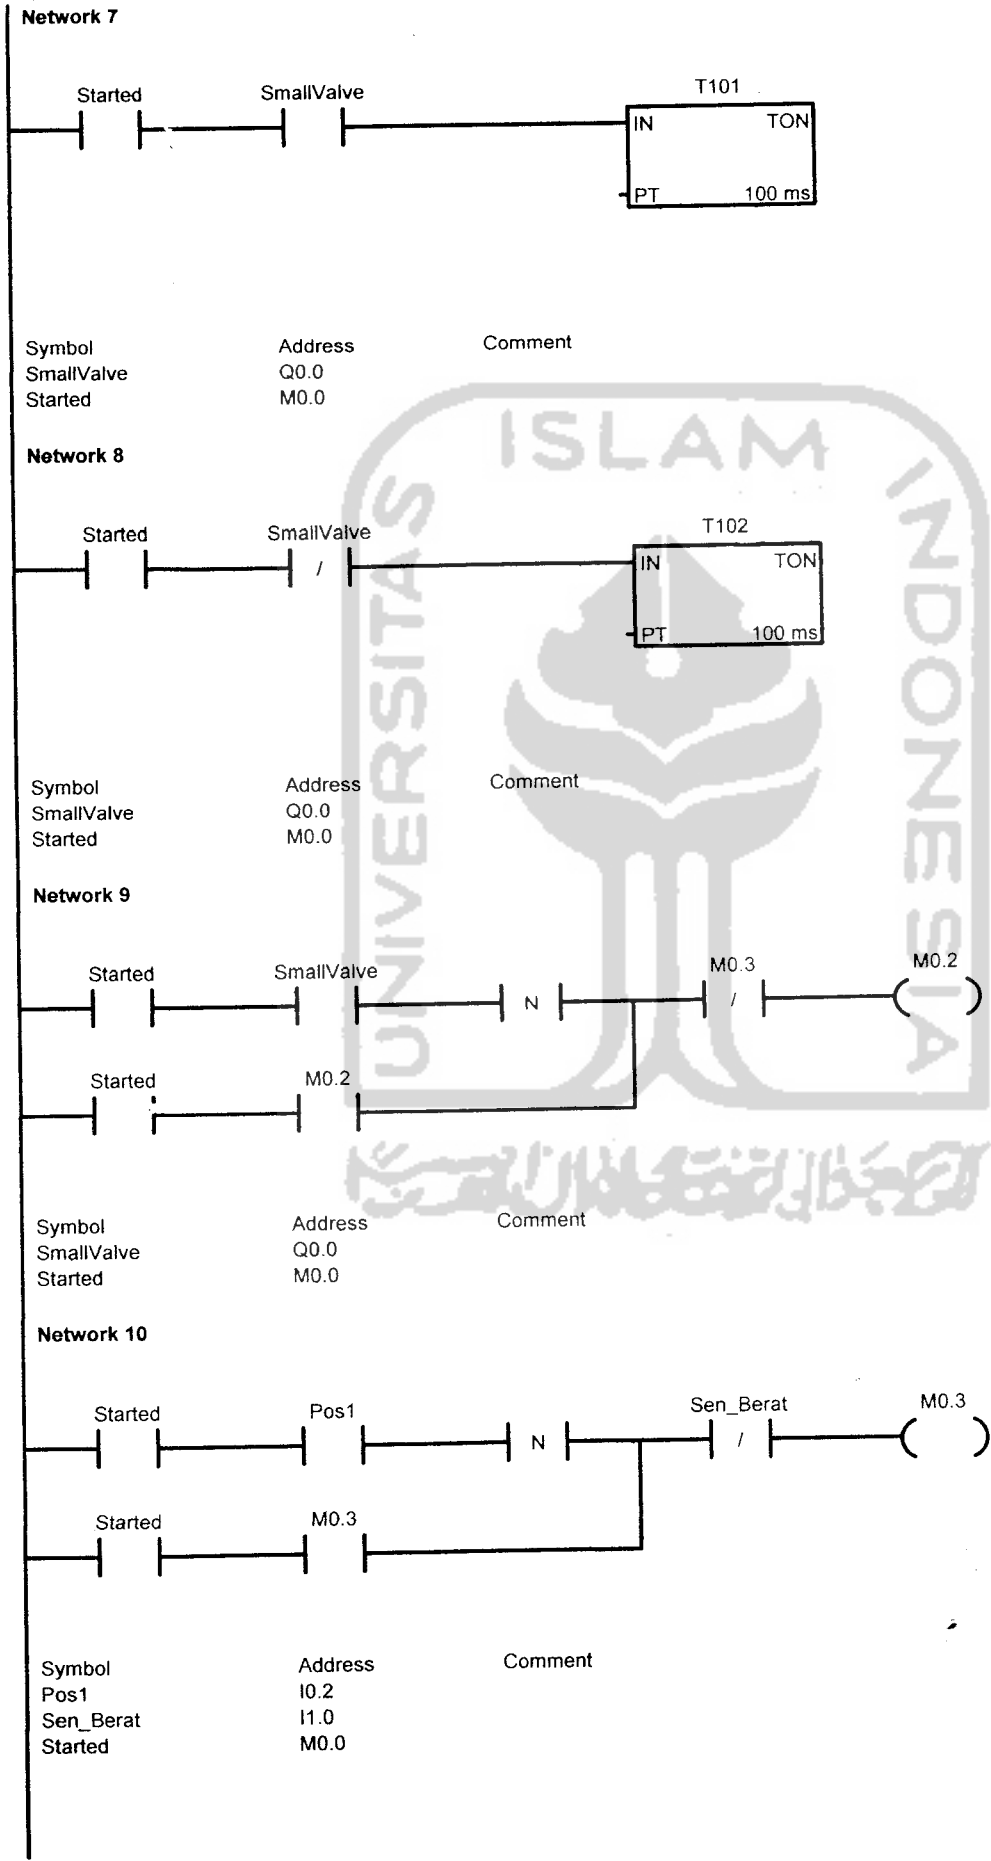 Network 7
Started SmallValve T101
IN TON
PT 100 ms
Symbol Address Comment
SmallValve Q0.0
Started M0.0
Network 8
Started SmallValve T102
/ IN TON
PT 100 ms
Symbol Address Comment
SmallValve Q0.0
Started M0.0
Network 9
Started SmallValve M0.3 M0.2
N /
Started M0.2
Symbol Address Comment
SmallValve Q0.0
Started M0.0
Network 10
Started Pos1 Sen_Berat M0.3
N /
Started M0.3
Symbol Address Comment
Pos1 I0.2
Sen_Berat I1.0
Started M0.0
UNIVERSITAS
ISLAM
INDONESIA